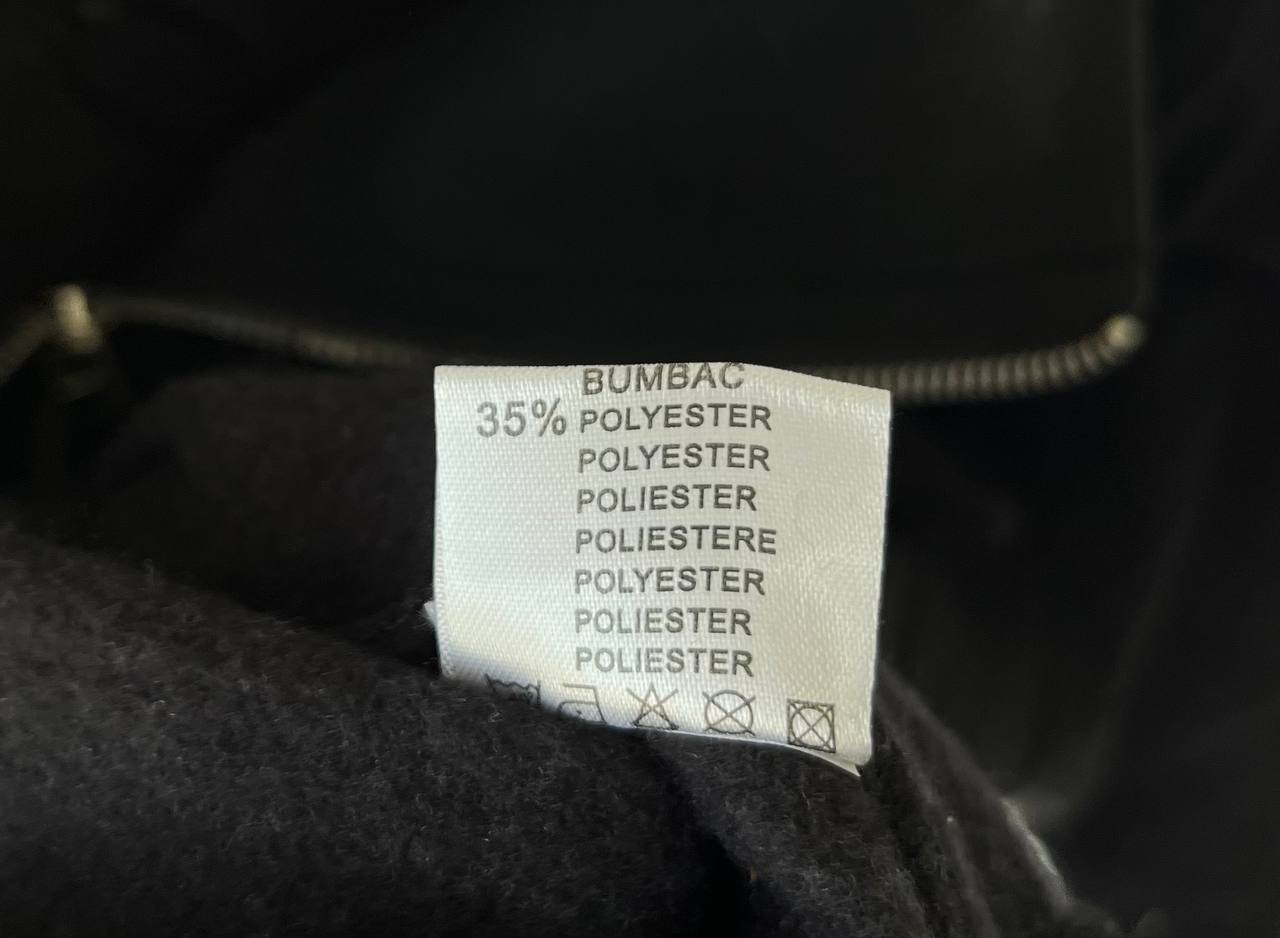 BUMBAC
35% POLYESTER
POLYESTER
POLIESTER
POLIESTERE
POLYESTER
POLIESTER
POLIESTER